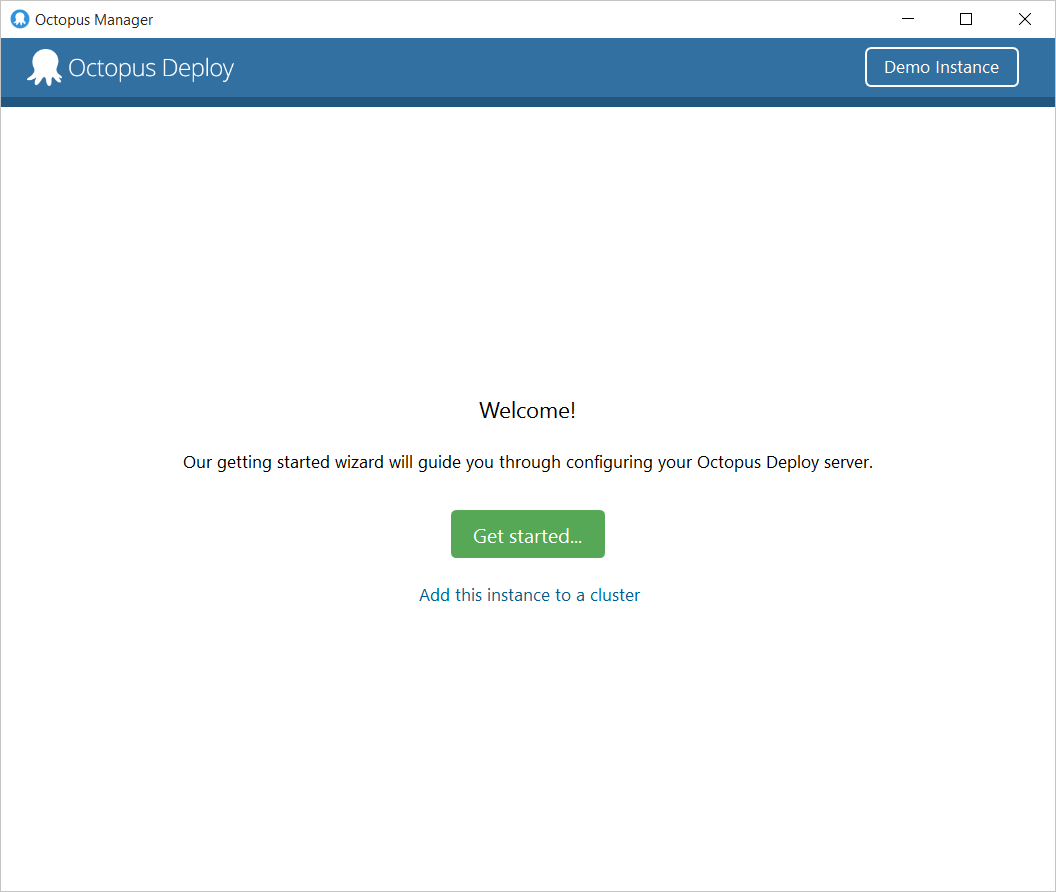 Octopus Manager
Octopus Deploy
Demo Instance
Welcome!
Our getting started wizard will guide you through configuring your Octopus Deploy server.
Get started...
Add this instance to a cluster